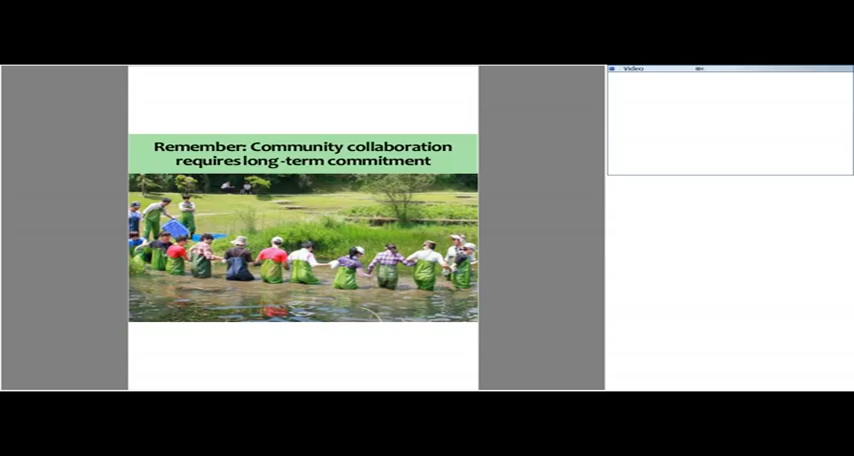 Remember: Community collaboration
requires long-term commitment
Video